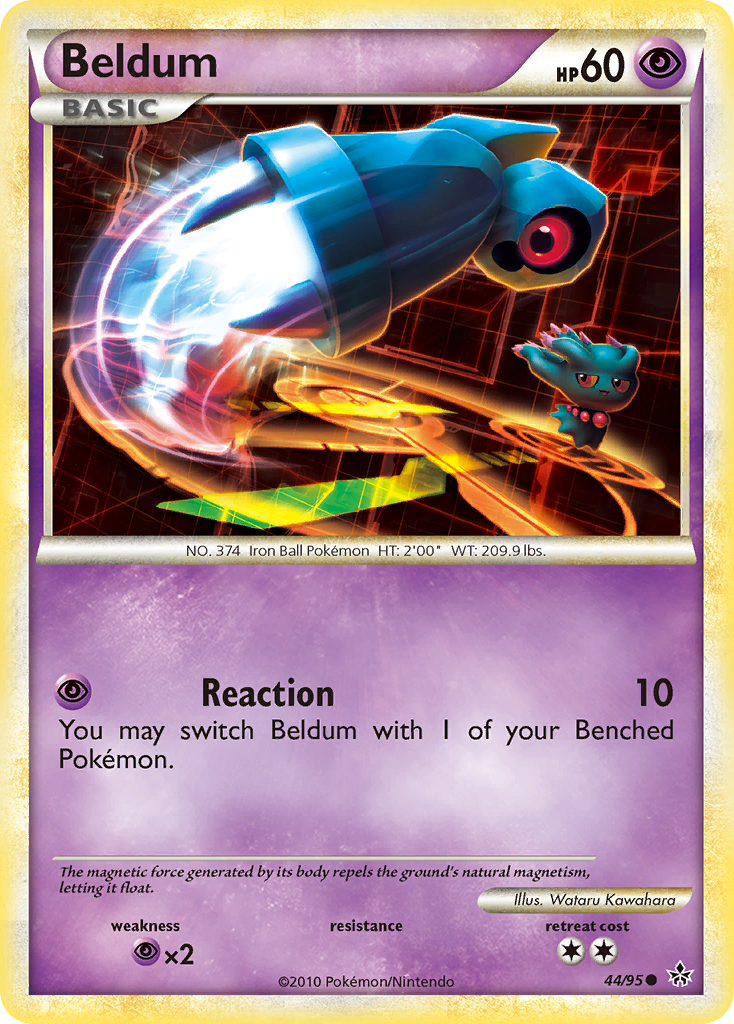 Beldum
HP60
BASIC
NO. 374 Iron Ball Pokémon HT: 2'00" WT: 209.9 lbs.
Reaction 10
You may switch Beldum with 1 of your Benched
Pokémon.
The magnetic force generated by its body repels the ground's natural magnetism,
letting it float.
Illus. Wataru Kawahara
weakness resistance retreat cost
×2
©2010 Pokémon/Nintendo
44/95